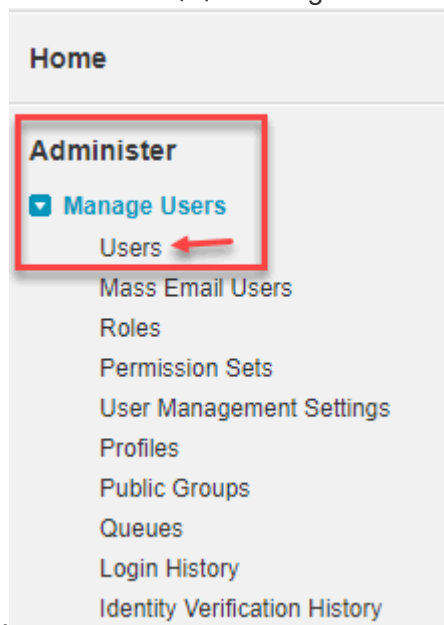 Home
Administer
Manage Users
Users
Mass Email Users
Roles
Permission Sets
User Management Settings
Profiles
Public Groups
Queues
Login History
Identity Verification History